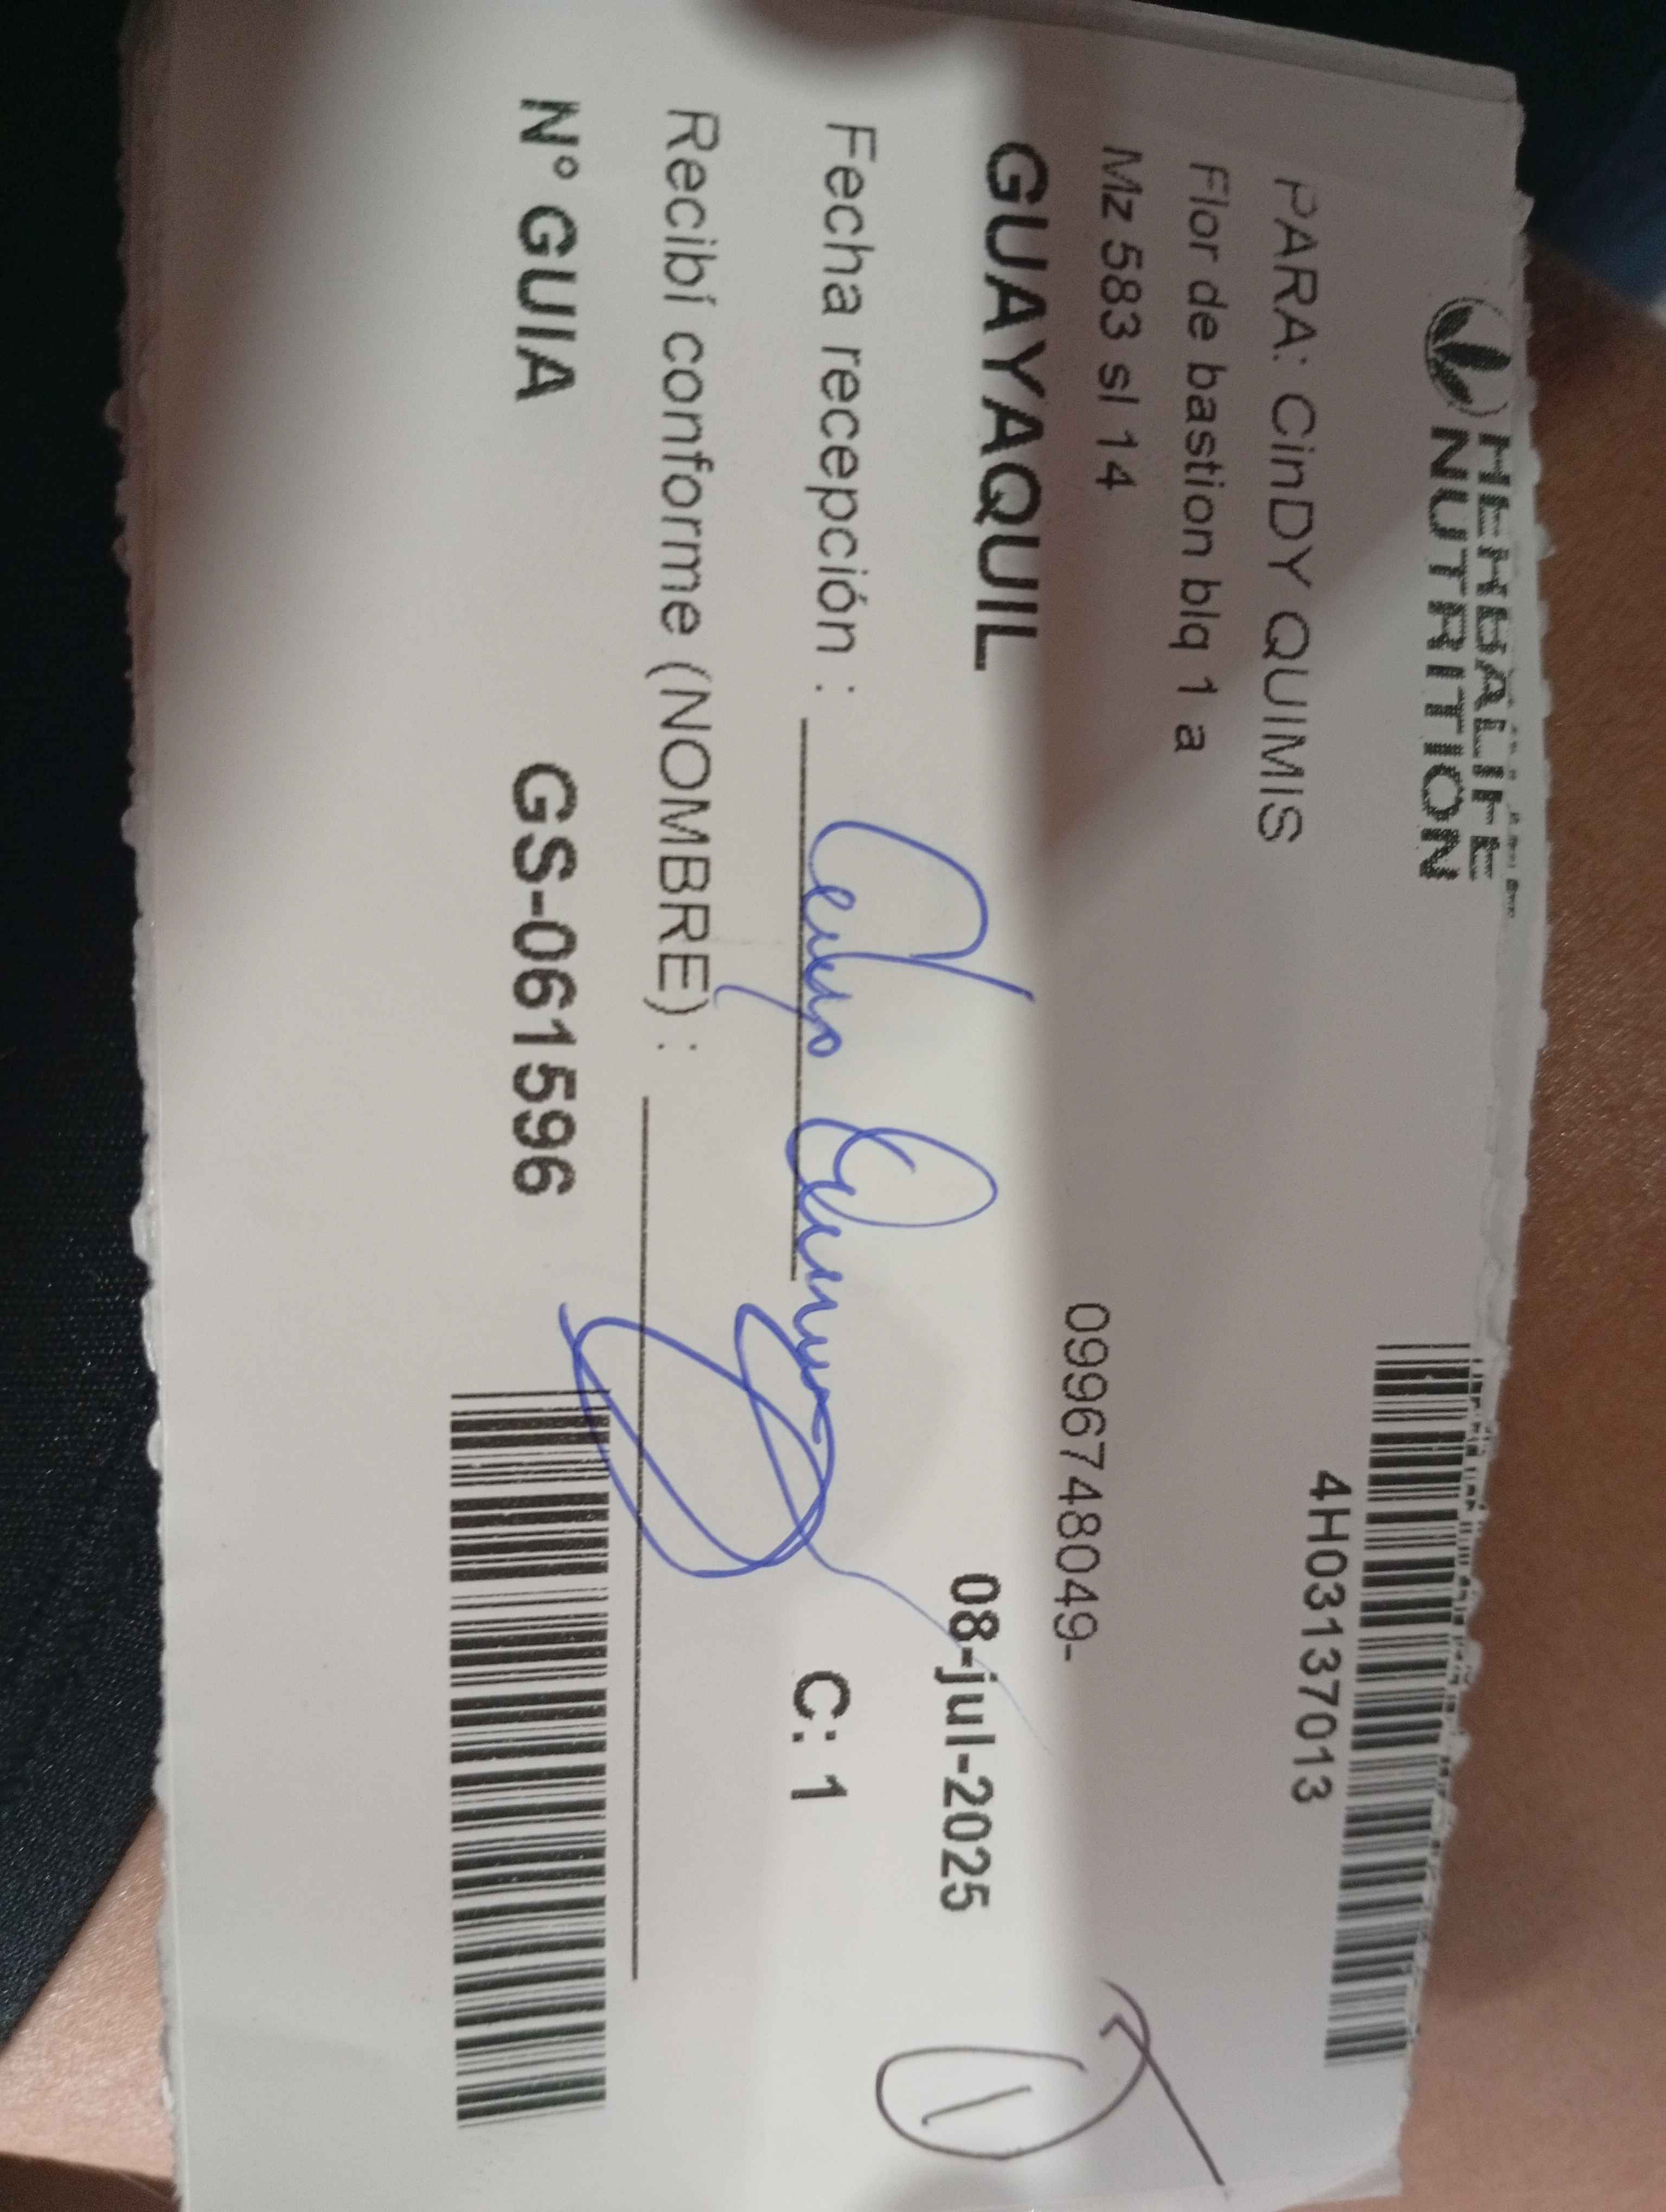 HERBALIFE
NUTRITION
4H03137013
PARA: CinDY QUIMIS
Flor de bastion blq 1 a
Mz 583 sl 14
0996748049-
GUAYAQUIL
08-jul-2025
Fecha recepción :
C: 1
Recibí conforme (NOMBRE) :
N° GUIA
GS-061596